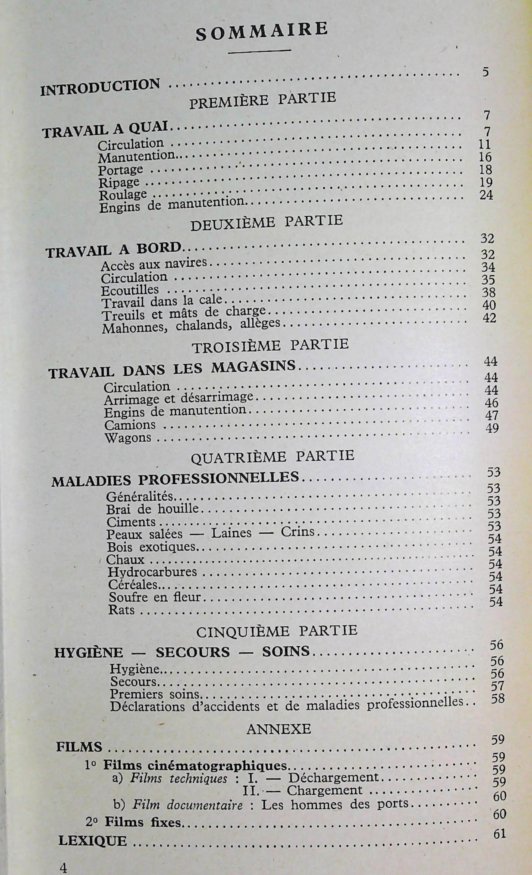 SOMMAIRE
INTRODUCTION ........ 5
PREMIÈRE PARTIE
TRAVAIL A QUAI........ 7
Circulation ........ 7
Manutention........ 11
Portage ........ 16
Ripage ........ 18
Roulage ........ 19
Engins de manutention........ 24
DEUXIÈME PARTIE
TRAVAIL A BORD........ 32
Accès aux navires........ 32
Circulation ........ 34
Ecoutilles ........ 35
Travail dans la cale........ 38
Treuils et mâts de charge........ 40
Mahonnes, chalands, allèges........ 42
TROISIÈME PARTIE
TRAVAIL DANS LES MAGASINS........ 44
Circulation ........ 44
Arrimage et désarrimage........ 44
Engins de manutention........ 46
Camions ........ 47
Wagons ........ 49
QUATRIÈME PARTIE
MALADIES PROFESSIONNELLES........ 53
Généralités........ 53
Brai de houille........ 53
Ciments ........ 53
Peaux salées — Laines — Crins........ 53
Bois exotiques........ 54
Chaux ........ 54
Hydrocarbures ........ 54
Céréales........ 54
Soufre en fleur........ 54
Rats ........ 54
CINQUIÈME PARTIE
HYGIÈNE — SECOURS — SOINS........ 56
Hygiène........ 56
Secours........ 56
Premiers soins........ 57
Déclarations d'accidents et de maladies professionnelles.. 58
ANNEXE
FILMS ........ 59
1° Films cinématographiques........ 59
a) Films techniques : I. — Déchargement........ 59
II. — Chargement ........ 59
b) Film documentaire : Les hommes des ports........ 60
2° Films fixes........ 60
LEXIQUE ........ 61
4